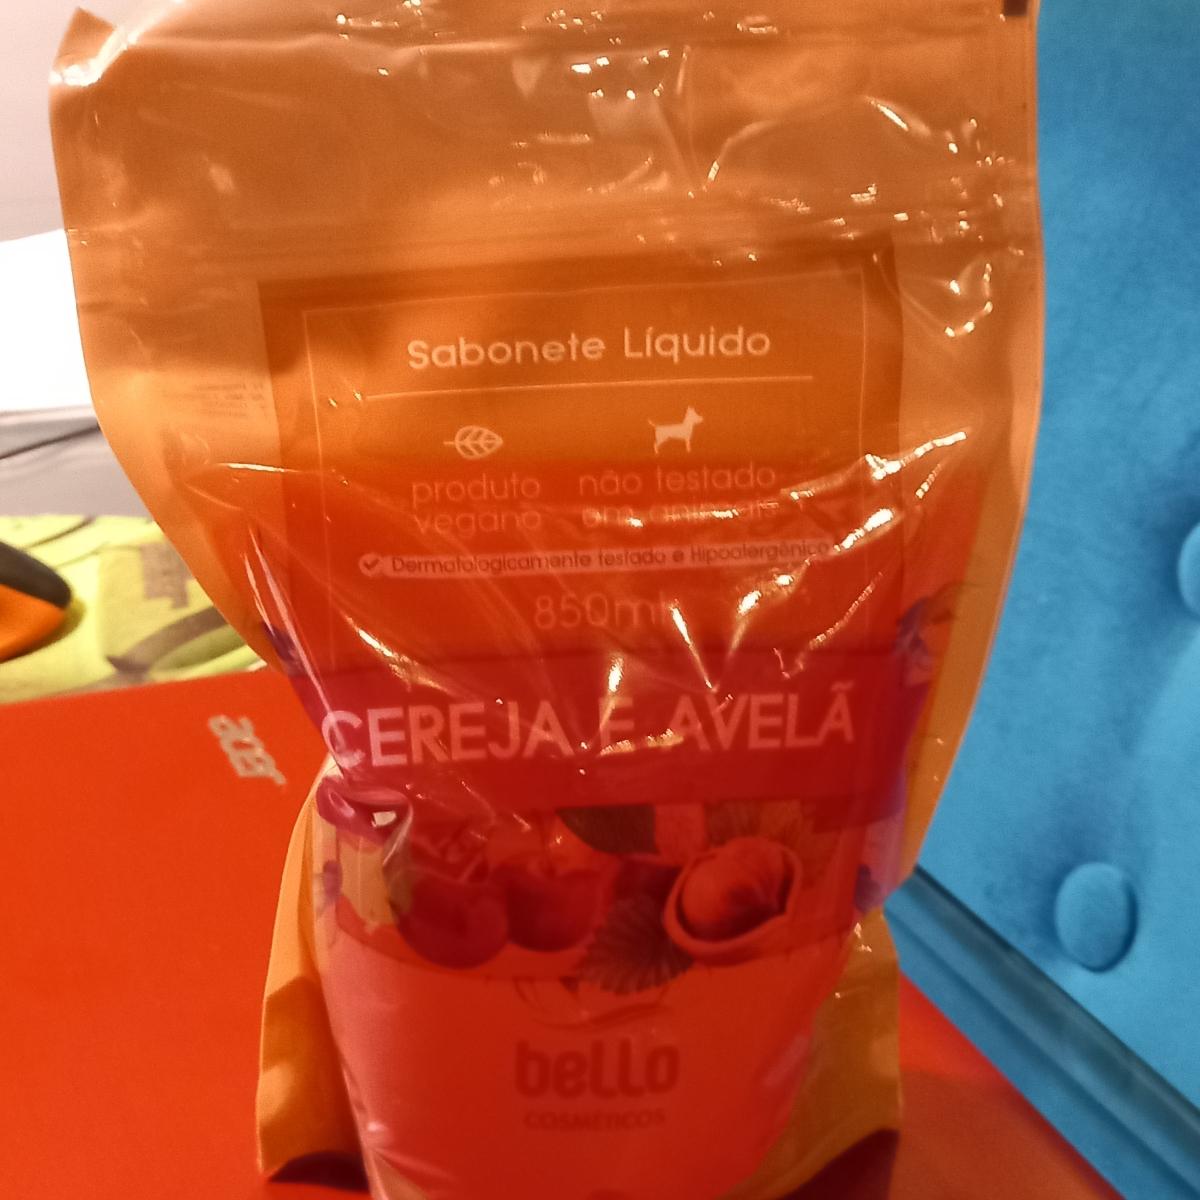 Sabonete Líquido
produto
vegano
não testado
em animais
Dermatologicamente testado e Hipoalergênico
850ml
CEREJA E AVELÃ
acer
bello
COSMÉTICOS